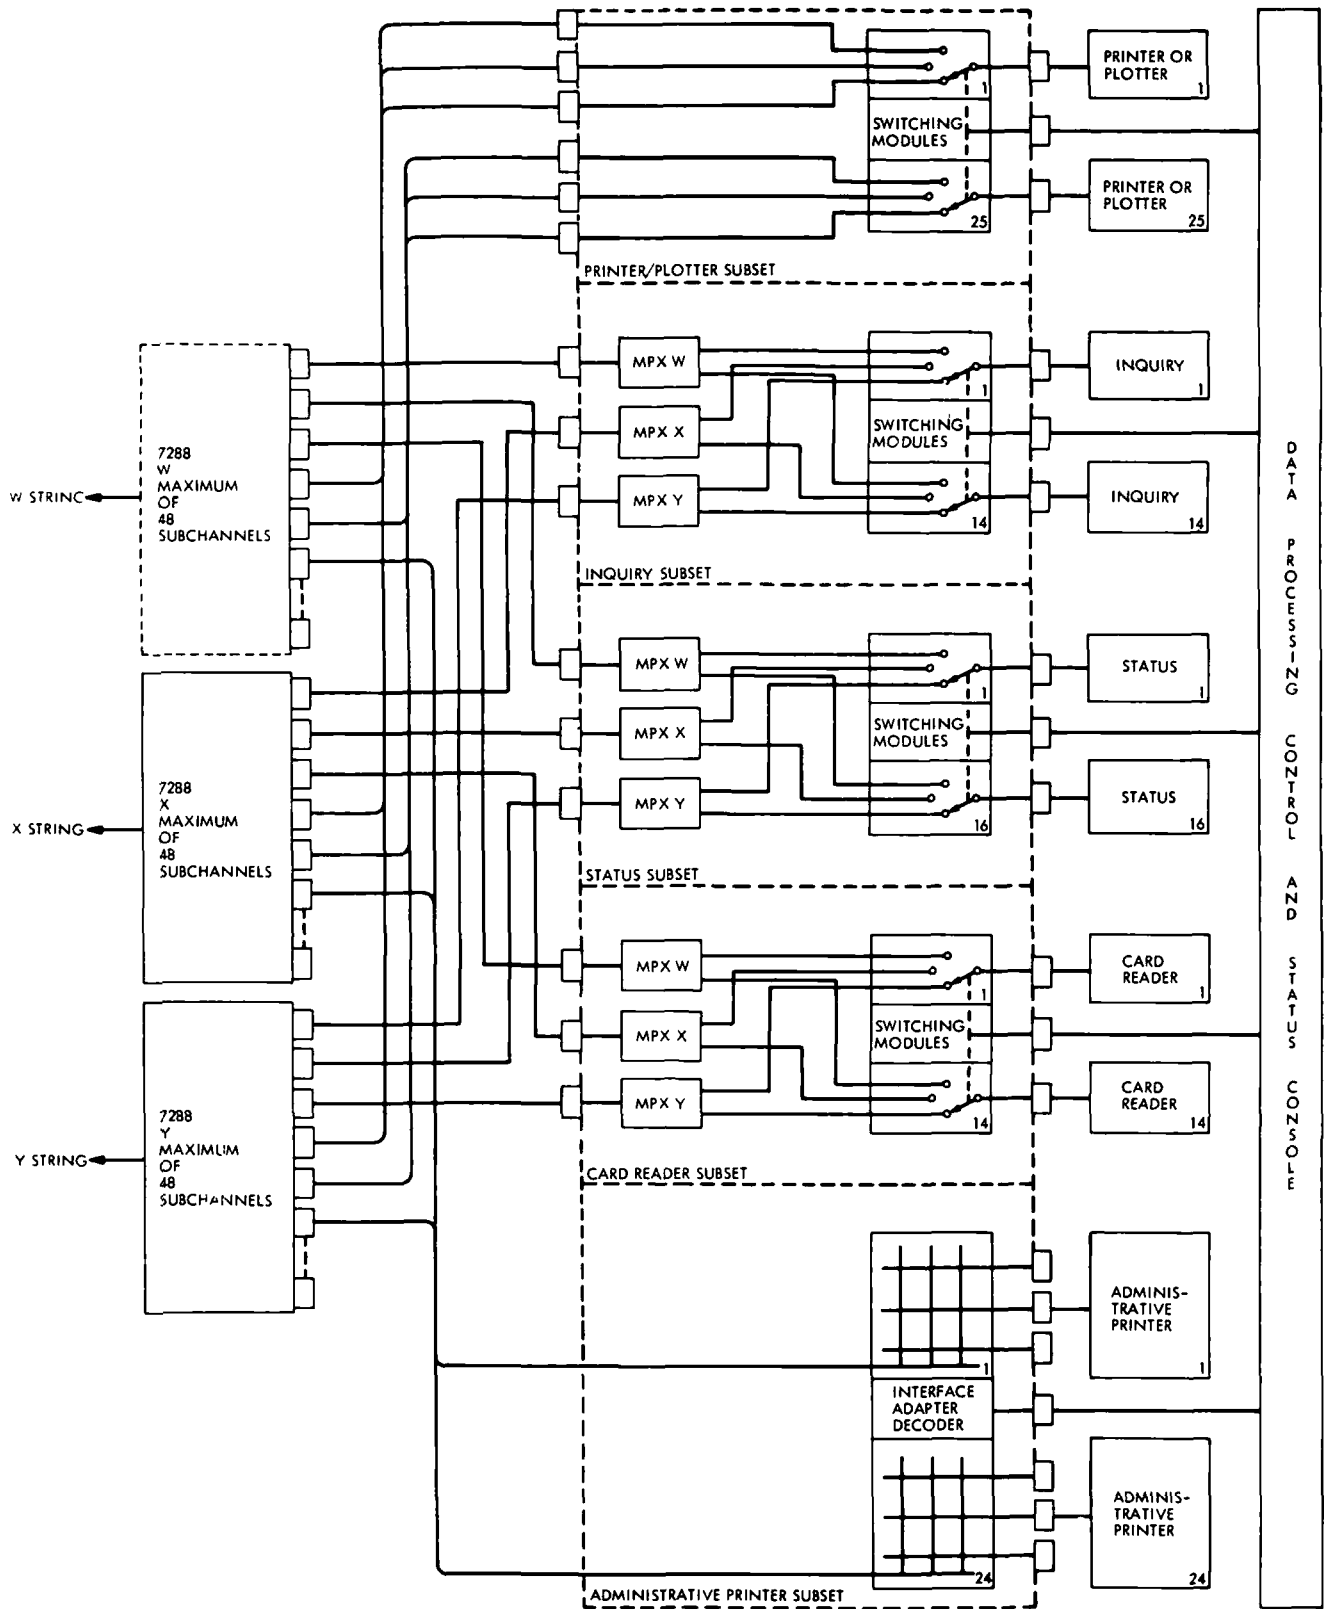 PRINTER OR
PLOTTER
1
1
SWITCHING
MODULES
PRINTER OR
PLOTTER
25
25
PRINTER/PLOTTER SUBSET
MPX W
INQUIRY
1
1
MPX X
SWITCHING
MODULES
MPX Y
INQUIRY
14
14
INQUIRY SUBSET
7288
W
MAXIMUM
OF
48
SUBCHANNELS
W STRINC
MPX W
STATUS
1
1
MPX X
SWITCHING
MODULES
MPX Y
STATUS
16
16
STATUS SUBSET
7288
X
MAXIMUM
OF
48
SUBCHANNELS
X STRING
MPX W
CARD
READER
1
1
MPX X
SWITCHING
MODULES
MPX Y
CARD
READER
14
14
CARD READER SUBSET
7288
Y
MAXIMUM
OF
48
SUBCHANNELS
Y STRING
ADMINIS-
TRATIVE
PRINTER
1
1
INTERFACE
ADAPTER
DECODER
ADMINIS-
TRATIVE
PRINTER
24
24
ADMINISTRATIVE PRINTER SUBSET
DATA PROCESSING CONTROL AND STATUS CONSOLE